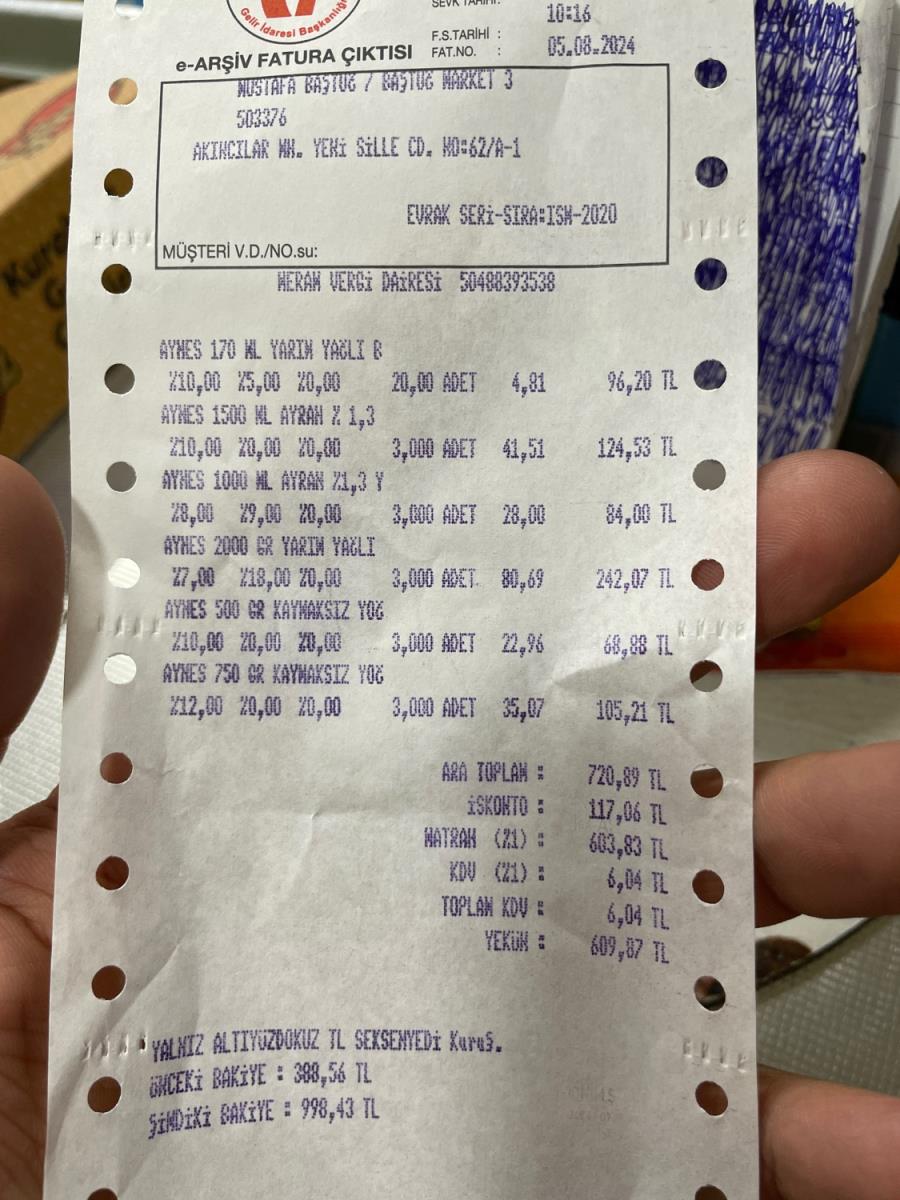 SEVK TARİHİ:
10:16
Gelir İdaresi Başkanlığı
F.S.TARİHİ :
FAT.NO. :
05.08.2024
e-ARŞİV FATURA ÇIKTISI
MUSTAFA BAŞTUĞ / BAŞTUĞ MARKET 3
503376
AKINCILAR MH. YENİ SİLLE CD. NO:62/A-1
EVRAK SERİ-SIRA:ISM-2020
MÜŞTERİ V.D./NO.su:
MERAM VERGİ DAİRESİ 50488393538
AYNES 170 ML YARIM YAĞLI B
%10,00 %5,00 %0,00 20,00 ADET 4,81 96,20 TL
AYNES 1500 ML AYRAN % 1,3
%10,00 %0,00 %0,00 3,000 ADET 41,51 124,53 TL
AYNES 1000 ML AYRAN %1,3 Y
%8,00 %9,00 %0,00 3,000 ADET 28,00 84,00 TL
AYNES 2000 GR YARIM YAĞLI
%7,00 %18,00 %0,00 3,000 ADET 80,69 242,07 TL
AYNES 500 GR KAYMAKSIZ YOĞ
%10,00 %0,00 %0,00 3,000 ADET 22,96 68,88 TL
AYNES 750 GR KAYMAKSIZ YOĞ
%12,00 %0,00 %0,00 3,000 ADET 35,07 105,21 TL
ARA TOPLAM : 720,89 TL
İSKONTO : 117,06 TL
MATRAH (%1) : 603,83 TL
KDV (%1) : 6,04 TL
TOPLAM KDV : 6,04 TL
YEKÜN : 609,87 TL
YALNIZ ALTIYÜZDOKUZ TL SEKSENYEDİ Kuruş.
ÖNCEKİ BAKİYE : 388,56 TL
ŞİMDİKİ BAKİYE : 998,43 TL